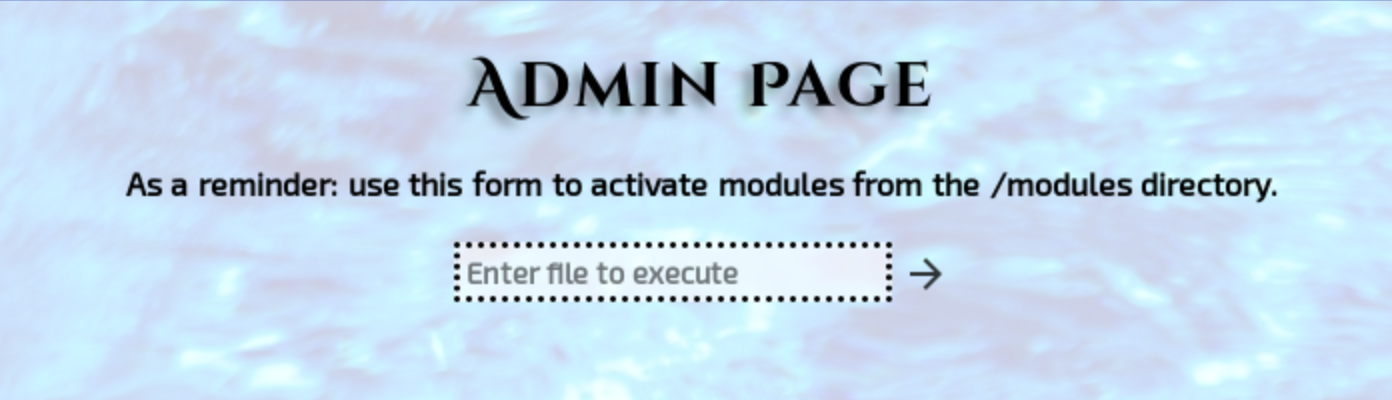 Admin Page
As a reminder: use this form to activate modules from the /modules directory.
Enter file to execute